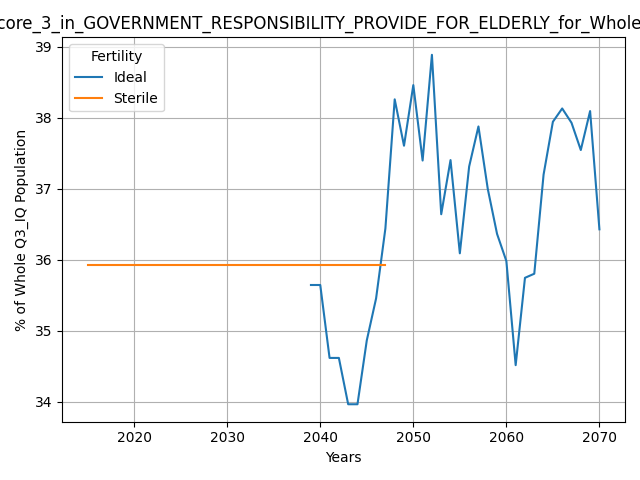 core_3_in_GOVERNMENT_RESPONSIBILITY_PROVIDE_FOR_ELDERLY_for_Whole
Fertility
Ideal
Sterile
% of Whole Q3_IQ Population
39
38
37
36
35
34
2020 2030 2040 2050 2060 2070
Years